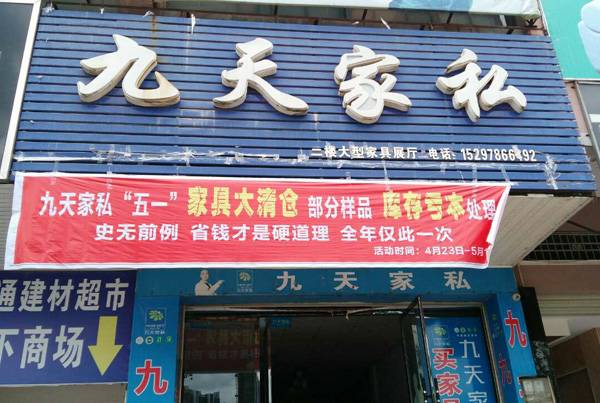 九天家私
二楼大型家具展厅 电话：15297866492
九天家私“五一”家具大清仓 部分样品 库存亏本处理
史无前例 省钱才是硬道理 全年仅此一次
活动时间：4月23日-5月
九天家私
通建材超市
下商场
九
九天家
买家具
九